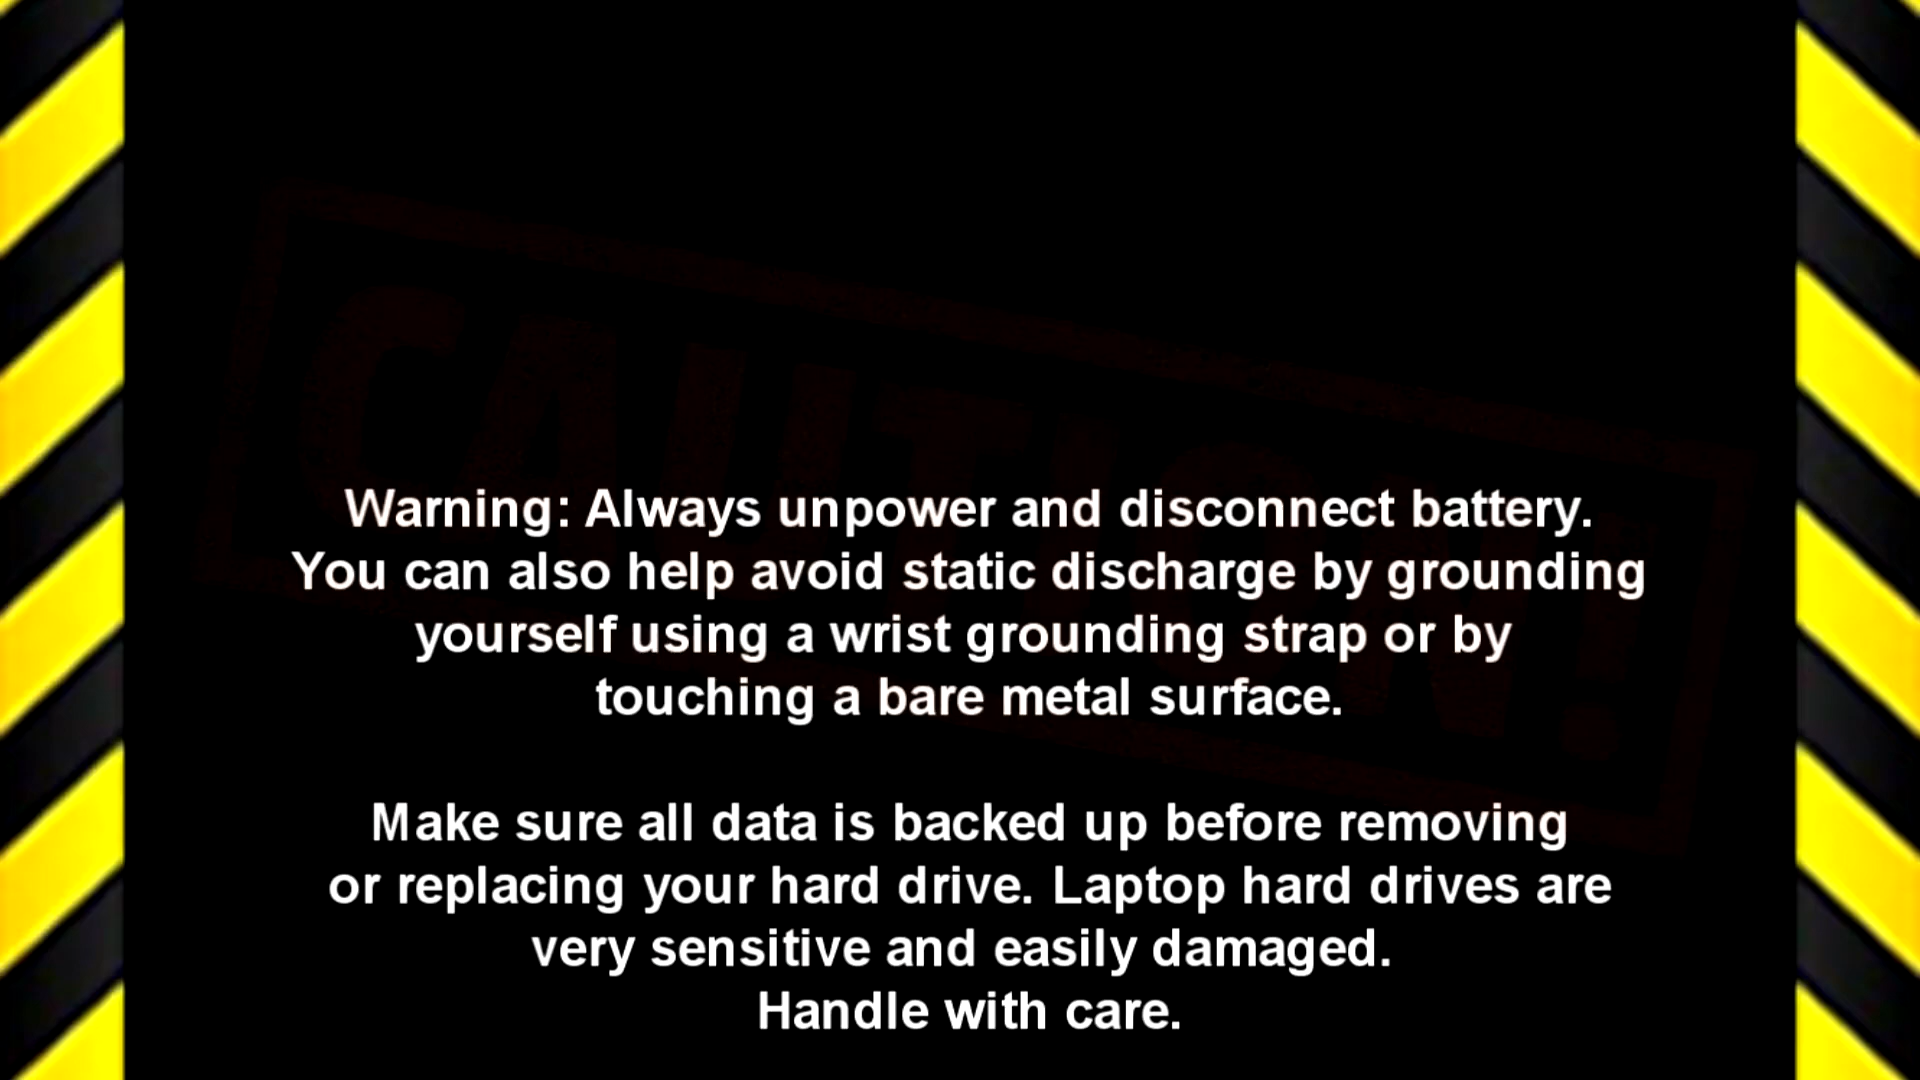 CAUTION!
Warning: Always unpower and disconnect battery.
You can also help avoid static discharge by grounding
yourself using a wrist grounding strap or by
touching a bare metal surface.
Make sure all data is backed up before removing
or replacing your hard drive. Laptop hard drives are
very sensitive and easily damaged.
Handle with care.